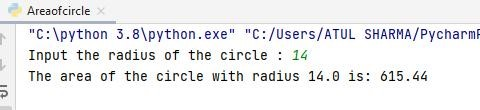 Areaofcircle
"C:\python 3.8\python.exe" "C:/Users/ATUL SHARMA/Pycharm
Input the radius of the circle : 14
The area of the circle with radius 14.0 is: 615.44